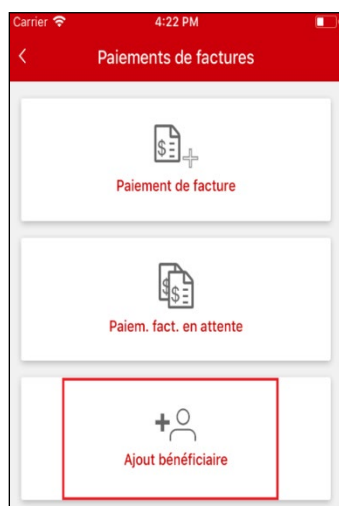 Carrier 4:22 PM
Paiements de factures
Paiement de facture
Paiem. fact. en attente
Ajout bénéficiaire